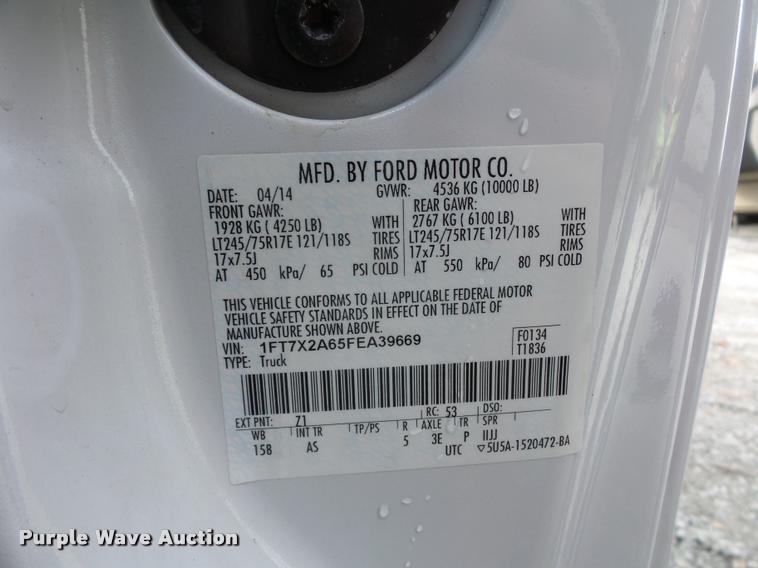 MFD. BY FORD MOTOR CO.
DATE: 04/14 GVWR: 4536 KG (10000 LB)
FRONT GAWR: REAR GAWR:
1928 KG ( 4250 LB) WITH 2767 KG ( 6100 LB) WITH
LT245/75R17E 121/118S TIRES LT245/75R17E 121/118S TIRES
17x7.5J RIMS 17x7.5J RIMS
AT 450 kPa/ 65 PSI COLD AT 550 kPa/ 80 PSI COLD
THIS VEHICLE CONFORMS TO ALL APPLICABLE FEDERAL MOTOR
VEHICLE SAFETY STANDARDS IN EFFECT ON THE DATE OF
MANUFACTURE SHOWN ABOVE.
VIN: 1FT7X2A65FEA39669 F0134
TYPE: Truck T1836
EXT PNT: Z1 RC: 53 DSO:
WB INT TR TP/PS R AXLE TR SPR
158 AS 5 3E P IIJJ
UTC ▽5U5A-1520472-BA
Purple Wave Auction